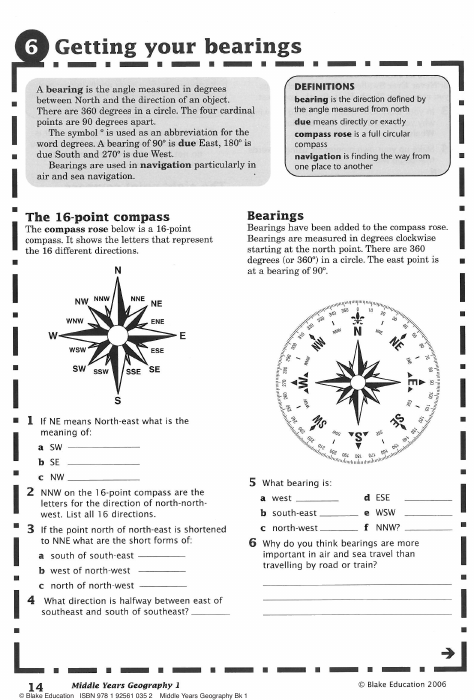 6 Getting your bearings
A bearing is the angle measured in degrees
between North and the direction of an object.
There are 360 degrees in a circle. The four cardinal
points are 90 degrees apart.
The symbol ° is used as an abbreviation for the
word degrees. A bearing of 90° is due East, 180° is
due South and 270° is due West.
Bearings are used in navigation particularly in
air and sea navigation.
DEFINITIONS
bearing is the direction defined by
the angle measured from north
due means directly or exactly
compass rose is a full circular
compass
navigation is finding the way from
one place to another
The 16-point compass
The compass rose below is a 16-point
compass. It shows the letters that represent
the 16 different directions.
N
NW NNW NNE NE
WNW ENE
W E
WSW ESE
SW SSW SSE SE
S
1 If NE means North-east what is the
meaning of:
a SW
b SE
c NW
2 NNW on the 16-point compass are the
letters for the direction of north-north-
west. List all 16 directions.
3 If the point north of north-east is shortened
to NNE what are the short forms of:
a south of south-east
b west of north-west
c north of north-west
4 What direction is halfway between east of
southeast and south of southeast?
Bearings
Bearings have been added to the compass rose.
Bearings are measured in degrees clockwise
starting at the north point. There are 360
degrees (or 360°) in a circle. The east point is
at a bearing of 90°.
N
NW NE
W E
SW SE
S
5 What bearing is:
a west d ESE
b south-east e WSW
c north-west f NNW?
6 Why do you think bearings are more
important in air and sea travel than
travelling by road or train?
14 Middle Years Geography 1 © Blake Education 2006
© Blake Education ISBN 978 1 92561 035 2 Middle Years Geography Bk 1